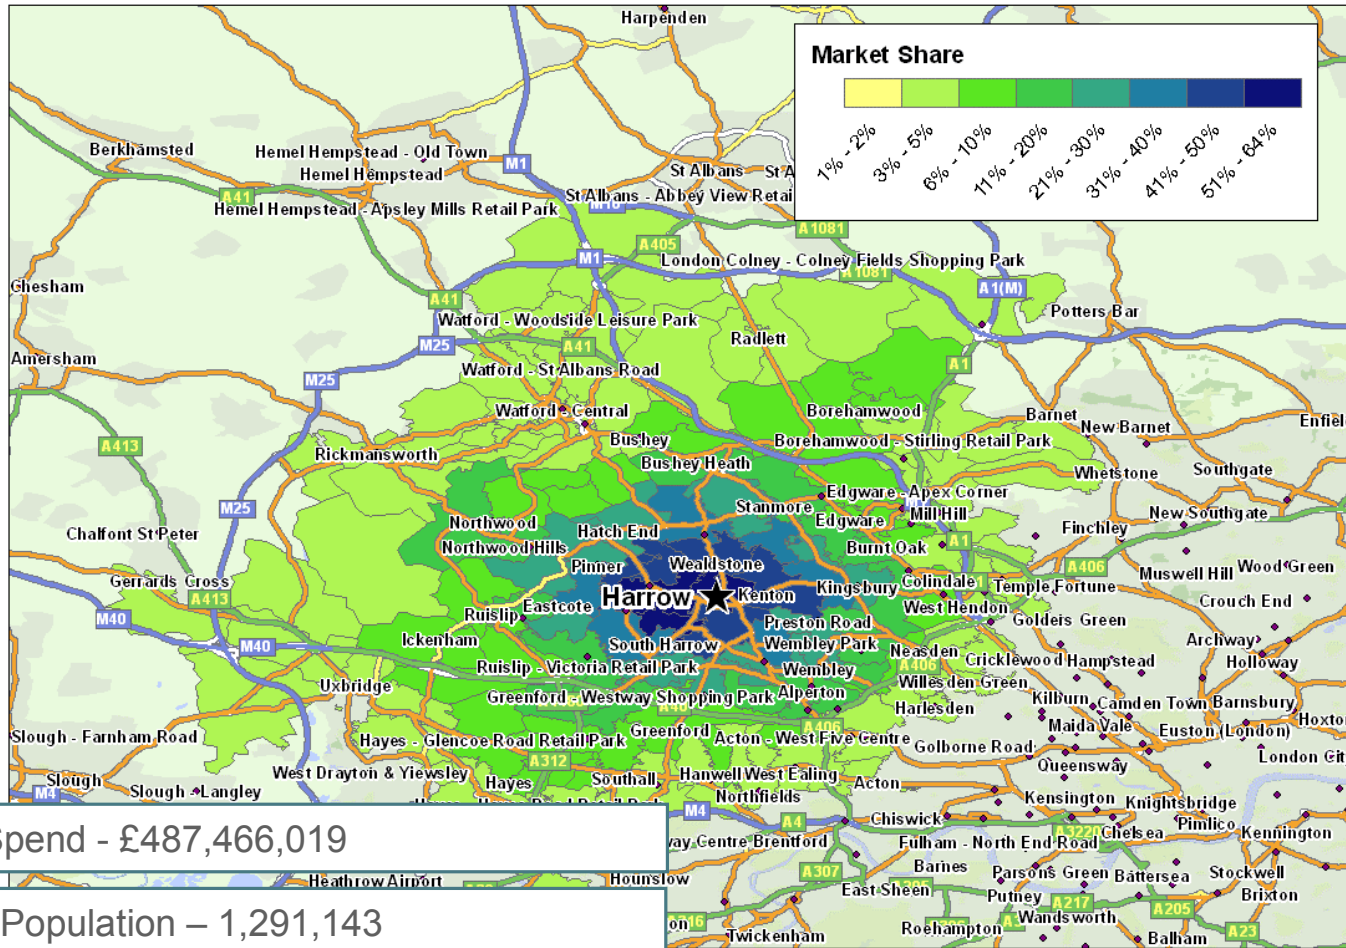 Harpenden
Market Share
1% - 2%
3% - 5%
6% - 10%
11% - 20%
21% - 30%
31% - 40%
41% - 50%
51% - 64%
Berkhamsted
Hemel Hempstead - Old Town
M1
Hemel Hempstead
St Albans
St A
A41
St Albans - Abbey View Retai
Hemel Hempstead - Apsley Mills Retail Park
A1081
A405
M1
London Colney - Colney Fields Shopping Park
A1081
Chesham
A41
A1(M)
Watford - Woodside Leisure Park
Potters Bar
Radlett
M25
A41
Amersham
A1
Watford - St Albans Road
M25
Watford - Central
Borehamwood
Barnet
Enfiel
New Barnet
A413
Bushey
Borehamwood - Stirling Retail Park
Rickmansworth
Bushey Heath
Whetstone
Southgate
Edgware - Apex Corner
M25
Stanmore
Mill Hill
New Southgate
Northwood
Edgware
Finchley
Chalfont St Peter
Hatch End
Northwood Hills
Burnt Oak
A1
Pinner
Wealdstone
A406
Muswell Hill
Wood Green
Gerrards Cross
Kingsbury
Colindale
Temple Fortune
A413
Harrow
Kenton
Crouch End
Eastcote
West Hendon
M40
Ruislip
Preston Road
Golders Green
Ickenham
South Harrow
Wembley Park
Archway
M40
Neasden
Cricklewood
Hampstead
Holloway
Ruislip - Victoria Retail Park
Wembley
A406
Uxbridge
Willesden Green
Greenford - Westway Shopping Park
Alperton
Kilburn
Camden Town
Barnsbury
A40
Harlesden
Hoxto
Slough - Farnham Road
Greenford
A406
Maida Vale
Euston (London)
Hayes - Glencoe Road Retail Park
Acton - West Five Centre
Golborne Road
London Cit
A312
Queensway
West Drayton & Yiewsley
Slough
Hayes
Southall
Hanwell
West Ealing
Acton
M4
Slough - Langley
Northfields
Kensington
Knightsbridge
M4
A4
Chiswick
Pimlico
Spend - £487,466,019
A3220
Chelsea
Kennington
way Centre
Brentford
Fulham - North End Road
A307
Barnes
Parsons Green
Battersea
Stockwell
Heathrow Airport
Hounslow
East Sheen
Putney
Brixton
Population – 1,291,143
A217
A205
Wandsworth
on
Roehampton
A23
Twickenham
Balham